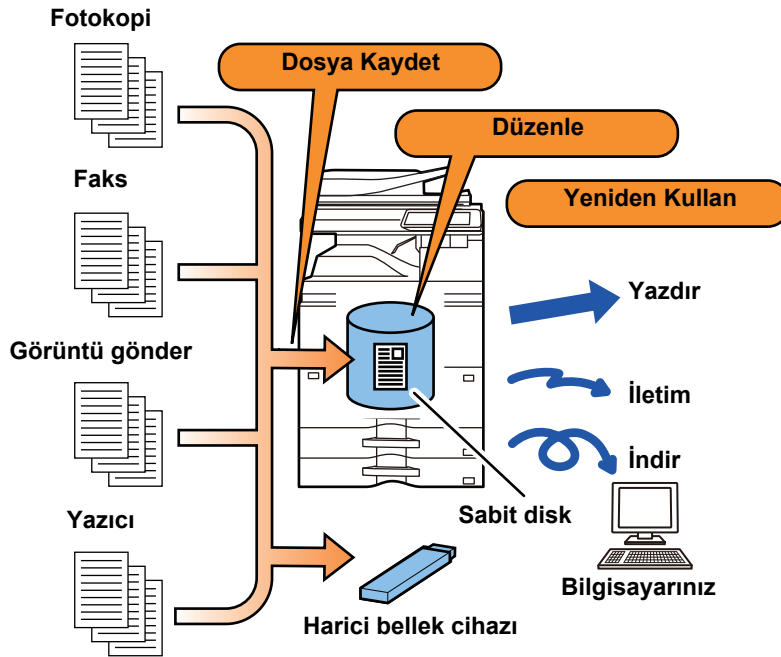 Fotokopi
Dosya Kaydet
Düzenle
Faks
Yeniden Kullan
Yazdır
Görüntü gönder
İletim
İndir
Yazıcı
Sabit disk
Bilgisayarınız
Harici bellek cihazı